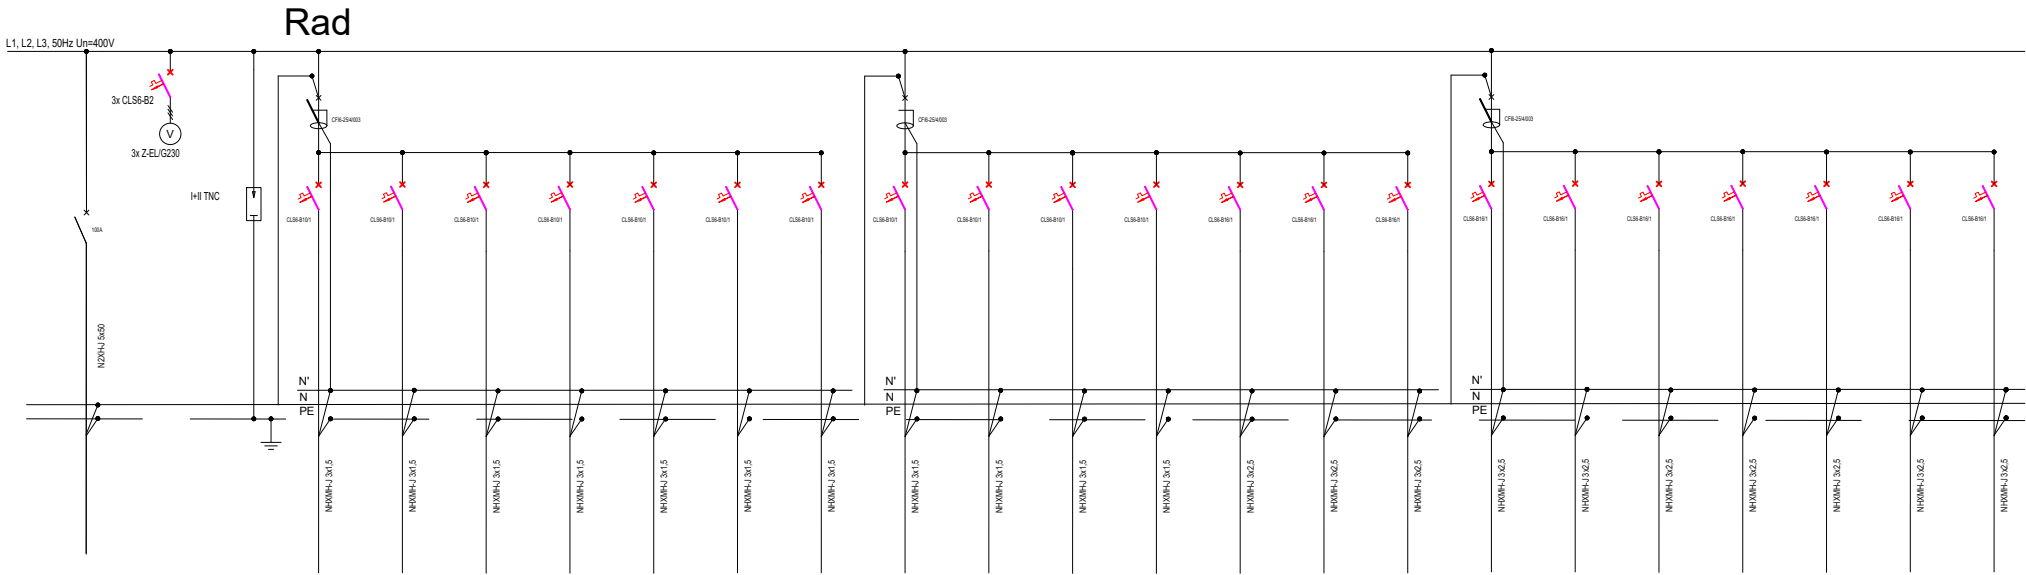 Rad
L1, L2, L3, 50Hz Un=400V
3x CLS6-B2
V
3x Z-EL/G230
I+II TNC
100A
N2XH-J 5x50
CFI6-25/4/003
CFI6-25/4/003
CFI6-25/4/003
CLS6-B10/1
CLS6-B10/1
CLS6-B10/1
CLS6-B10/1
CLS6-B10/1
CLS6-B10/1
CLS6-B10/1
CLS6-B10/1
CLS6-B10/1
CLS6-B10/1
CLS6-B10/1
CLS6-B16/1
CLS6-B16/1
CLS6-B16/1
CLS6-B16/1
CLS6-B16/1
CLS6-B16/1
CLS6-B16/1
CLS6-B16/1
CLS6-B16/1
CLS6-B16/1
N'
N
PE
N'
N
PE
N'
N
PE
NHXMH-J 3x1,5
NHXMH-J 3x1,5
NHXMH-J 3x1,5
NHXMH-J 3x1,5
NHXMH-J 3x1,5
NHXMH-J 3x1,5
NHXMH-J 3x1,5
NHXMH-J 3x1,5
NHXMH-J 3x1,5
NHXMH-J 3x1,5
NHXMH-J 3x1,5
NHXMH-J 3x2,5
NHXMH-J 3x2,5
NHXMH-J 3x2,5
NHXMH-J 3x2,5
NHXMH-J 3x2,5
NHXMH-J 3x2,5
NHXMH-J 3x2,5
NHXMH-J 3x2,5
NHXMH-J 3x2,5
NHXMH-J 3x2,5